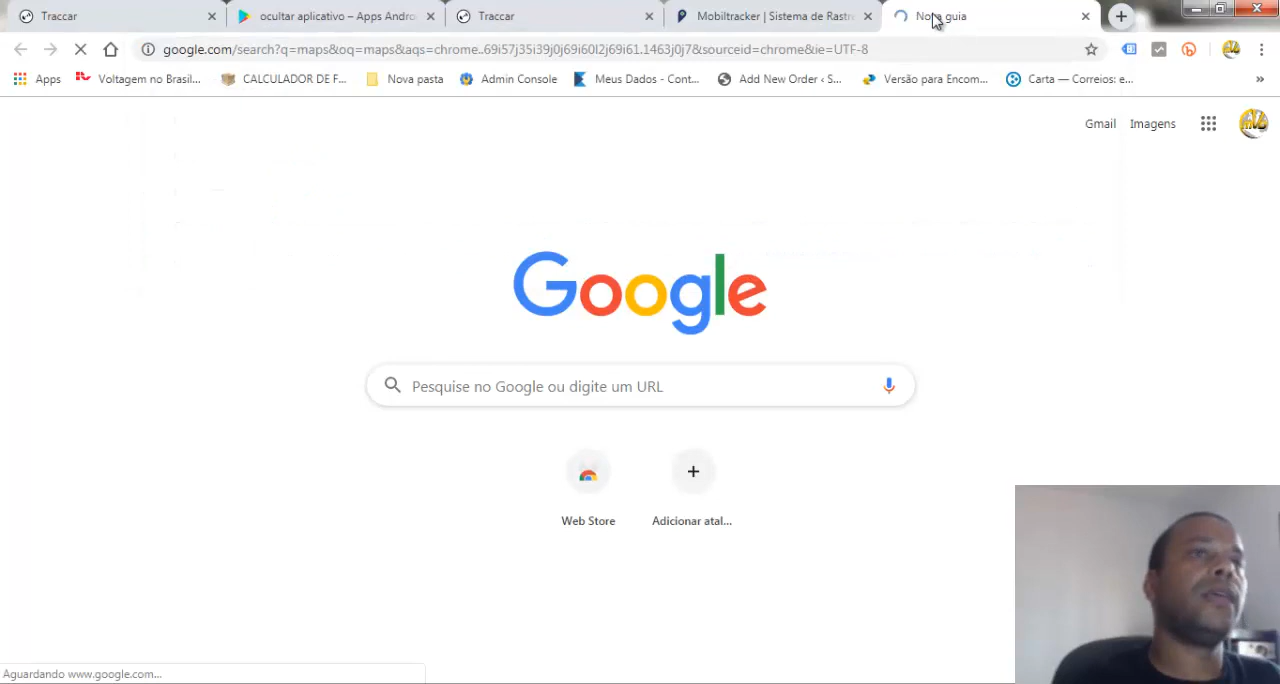 Traccar
ocultar aplicativo – Apps Andro
Traccar
Mobiltracker | Sistema de Rastre
Nova guia
google.com/search?q=maps&oq=maps&aqs=chrome..69i57j35i39j0j69i60l2j69i61.1463j0j7&sourceid=chrome&ie=UTF-8
Apps
Voltagem no Brasil...
CALCULADOR DE F...
Nova pasta
Admin Console
Meus Dados - Cont...
Add New Order ‹ S...
Versão para Encom...
Carta — Correios: e...
»
Gmail
Imagens
Google
Pesquise no Google ou digite um URL
Web Store
Adicionar atal...
Aguardando www.google.com...